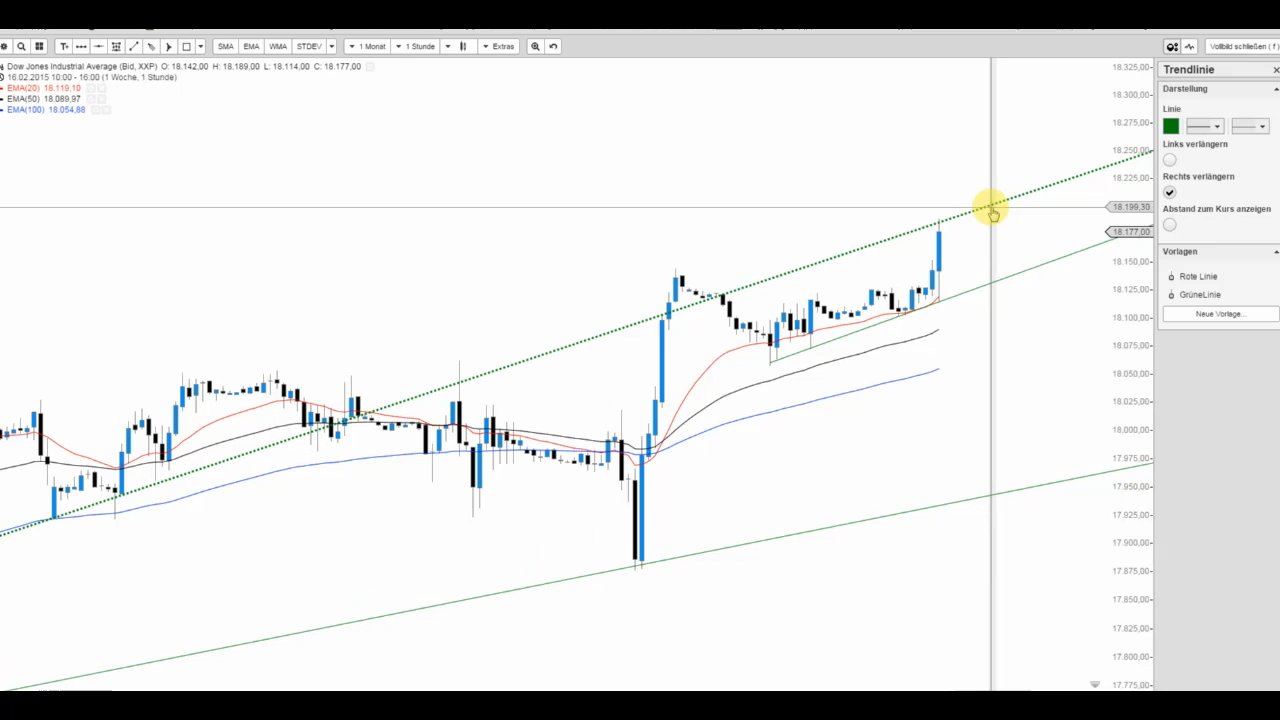 SMA EMA WMA STDEV 1 Monat 1 Stunde Extras Vollbild schließen ( f )
Dow Jones Industrial Average (Bid, XXP) O: 18.142,00 H: 18.189,00 L: 18.114,00 C: 18.177,00
16.02.2015 10:00 - 16:00 (1 Woche, 1 Stunde)
EMA(20) 18.119,10
EMA(50) 18.089,97
EMA(100) 18.054,88
18.325,00
18.300,00
18.275,00
18.250,00
18.225,00
18.199,30
18.177,00
18.150,00
18.125,00
18.100,00
18.075,00
18.050,00
18.025,00
18.000,00
17.975,00
17.950,00
17.925,00
17.900,00
17.875,00
17.850,00
17.825,00
17.800,00
17.775,00
Trendlinie
Darstellung
Linie
Links verlängern
Rechts verlängern
Abstand zum Kurs anzeigen
Vorlagen
Rote Linie
GrüneLinie
Neue Vorlage...